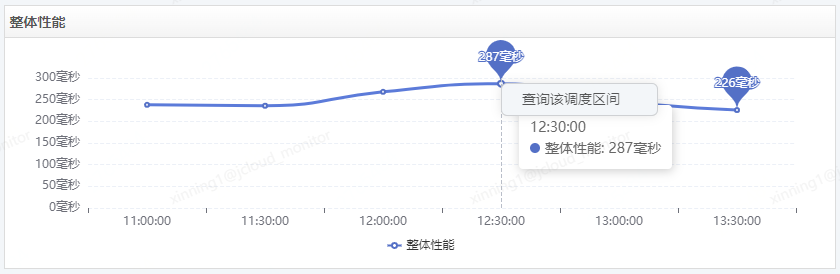 整体性能
287毫秒
226毫秒
300毫秒
250毫秒
200毫秒
150毫秒
100毫秒
50毫秒
0毫秒
查询该调度区间
12:30:00
整体性能: 287毫秒
11:00:00
11:30:00
12:00:00
12:30:00
13:00:00
13:30:00
整体性能
xinning1@jcloud_monitor
xinning1@jcloud_monitor